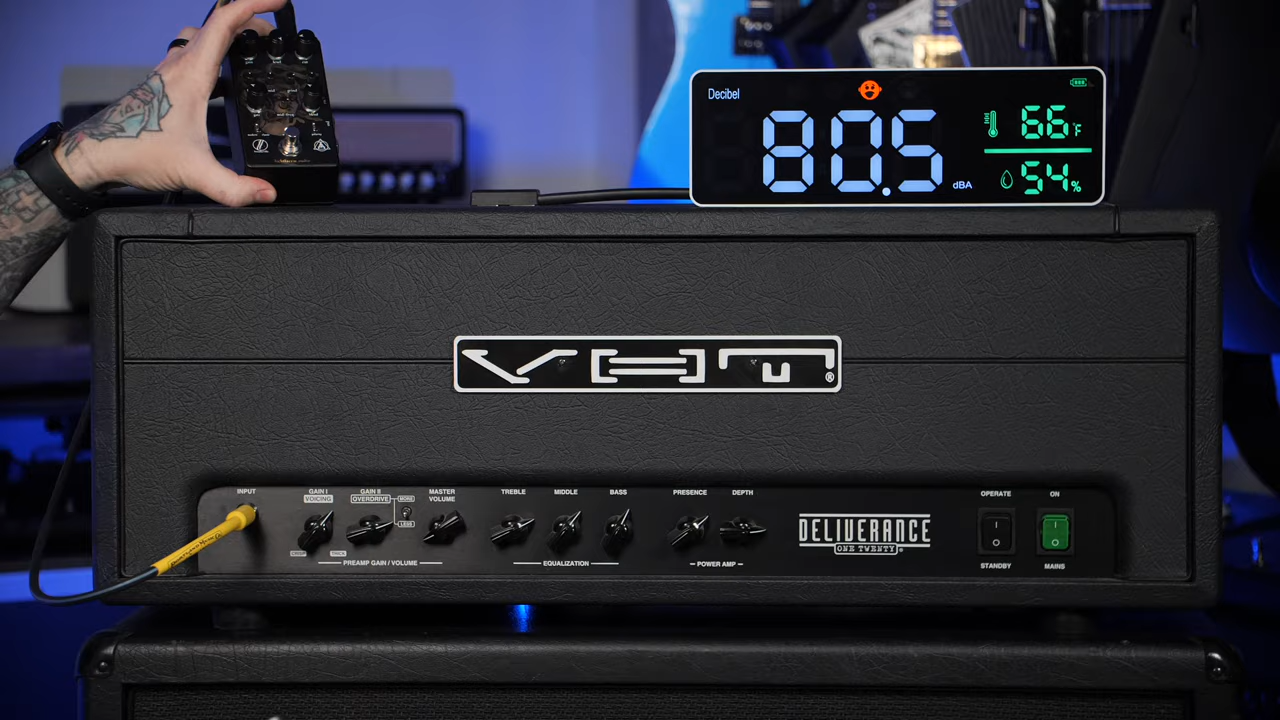 Decibel
80.5
dBA
66°F
54%
VHT®
INPUT
GAIN I
VOICING
CRISP
THICK
GAIN II
OVERDRIVE
MORE
LESS
MASTER
VOLUME
PREAMP GAIN / VOLUME
TREBLE
MIDDLE
BASS
EQUALIZATION
PRESENCE
DEPTH
POWER AMP
DELIVERANCE
ONE TWENTY
OPERATE
STANDBY
ON
MAINS